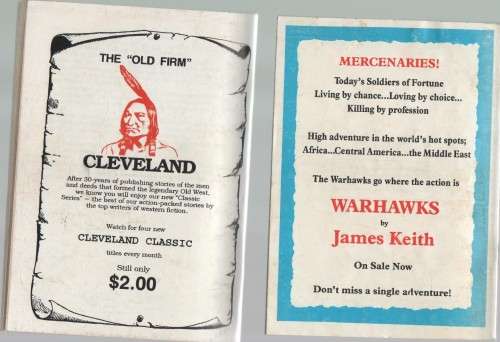 THE "OLD FIRM"
CLEVELAND
After 30-years of publishing stories of the men
and deeds that formed the legendary Old West,
we know you will enjoy our new "Classic
Series" – the best of our action-packed stories by
the top writers of western fiction.
Watch for four new
CLEVELAND CLASSIC
titles every month
Still only
$2.00
MERCENARIES!
Today's Soldiers of Fortune
Living by chance...Loving by choice...
Killing by profession
High adventure in the world's hot spots;
Africa...Central America...the Middle East
The Warhawks go where the action is
WARHAWKS
by
James Keith
On Sale Now
Don't miss a single adventure!